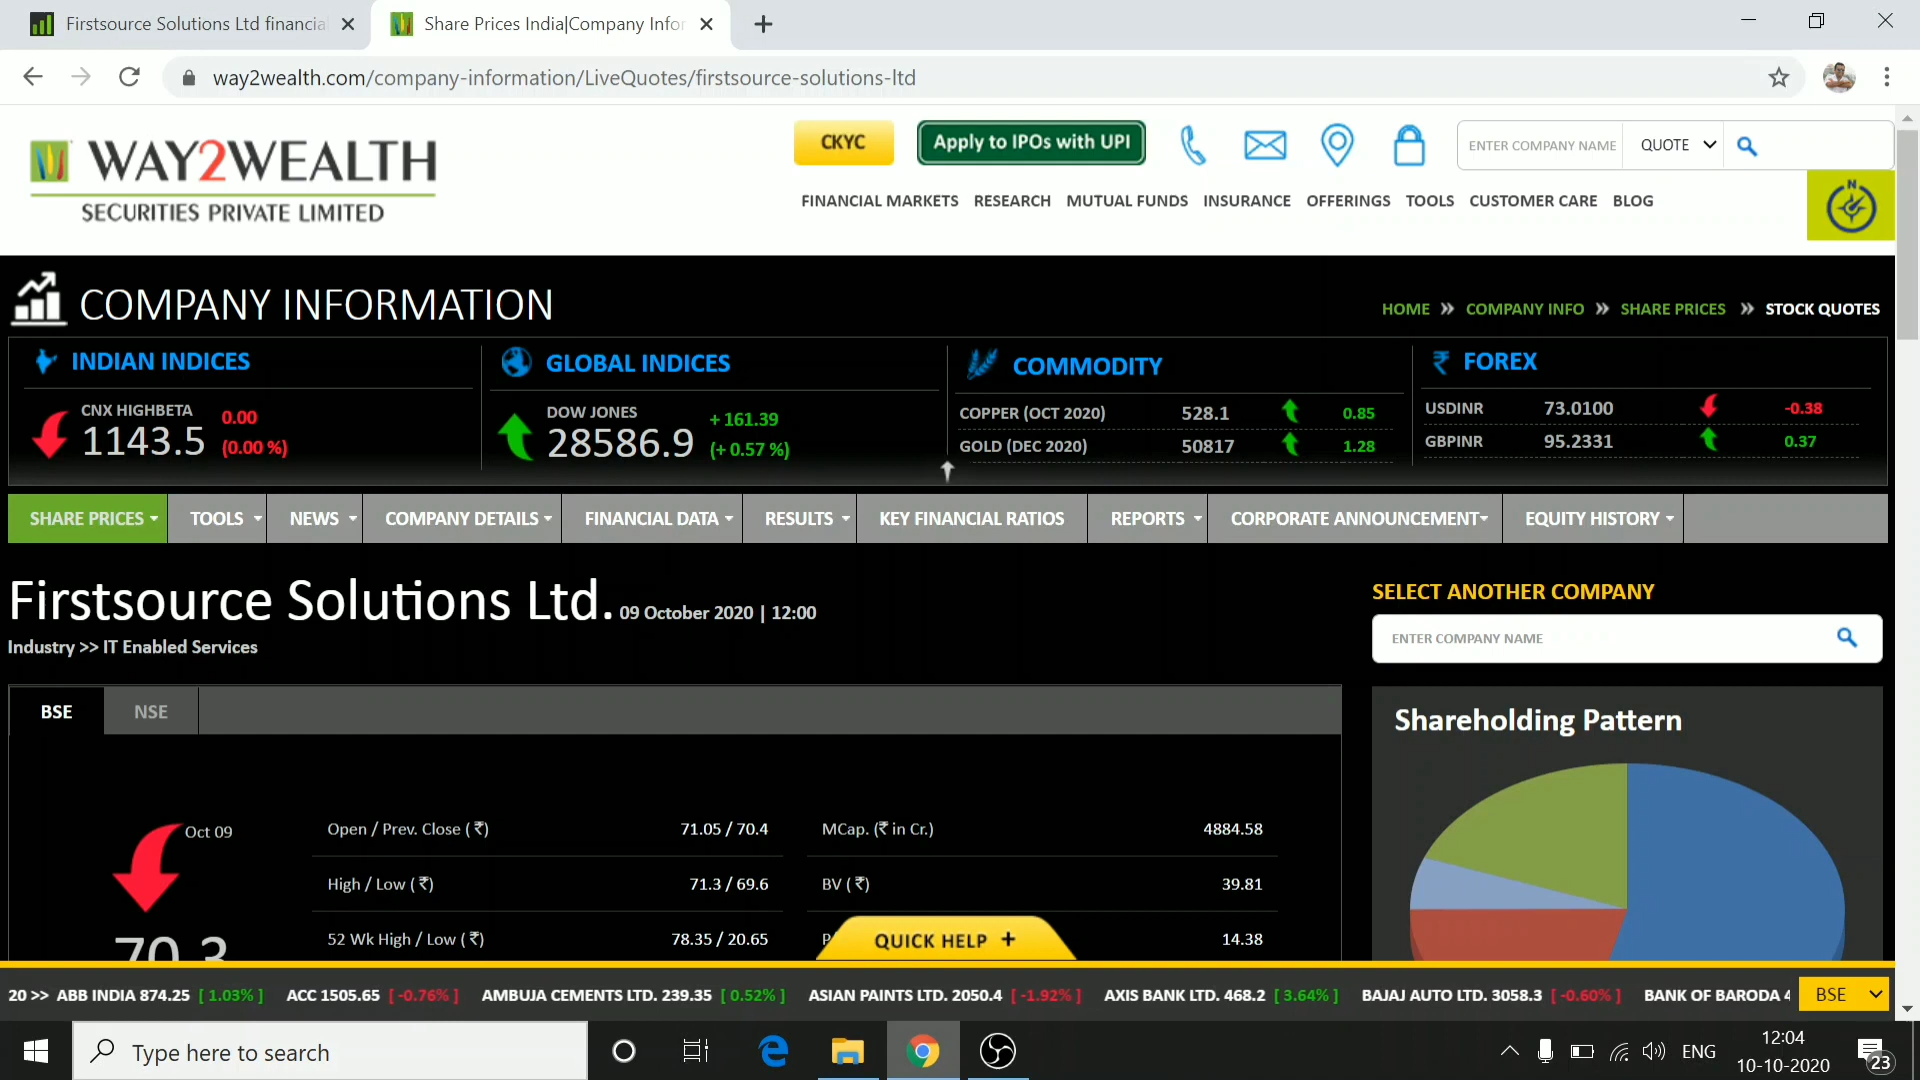 Firstsource Solutions Ltd financia
Share Prices India|Company Infor
way2wealth.com/company-information/LiveQuotes/firstsource-solutions-ltd
WAY2WEALTH
SECURITIES PRIVATE LIMITED
CKYC
Apply to IPOs with UPI
ENTER COMPANY NAME
QUOTE
FINANCIAL MARKETS RESEARCH MUTUAL FUNDS INSURANCE OFFERINGS TOOLS CUSTOMER CARE BLOG
N
COMPANY INFORMATION
HOME » COMPANY INFO » SHARE PRICES » STOCK QUOTES
INDIAN INDICES
CNX HIGHBETA
1143.5
0.00
(0.00 %)
GLOBAL INDICES
DOW JONES
28586.9
+ 161.39
(+ 0.57 %)
COMMODITY
COPPER (OCT 2020) 528.1 0.85
GOLD (DEC 2020) 50817 1.28
₹ FOREX
USDINR 73.0100 -0.38
GBPINR 95.2331 0.37
SHARE PRICES TOOLS NEWS COMPANY DETAILS FINANCIAL DATA RESULTS KEY FINANCIAL RATIOS REPORTS CORPORATE ANNOUNCEMENT EQUITY HISTORY
Firstsource Solutions Ltd. 09 October 2020 | 12:00
Industry >> IT Enabled Services
SELECT ANOTHER COMPANY
ENTER COMPANY NAME
BSE NSE
Shareholding Pattern
Oct 09
70.3
Open / Prev. Close (₹) 71.05 / 70.4
MCap. (₹ in Cr.) 4884.58
High / Low (₹) 71.3 / 69.6
BV (₹) 39.81
52 Wk High / Low (₹) 78.35 / 20.65
14.38
QUICK HELP +
20 >> ABB INDIA 874.25 [ 1.03% ] ACC 1505.65 [ -0.76% ] AMBUJA CEMENTS LTD. 239.35 [ 0.52% ] ASIAN PAINTS LTD. 2050.4 [ -1.92% ] AXIS BANK LTD. 468.2 [ 3.64% ] BAJAJ AUTO LTD. 3058.3 [ -0.60% ] BANK OF BARODA 4
BSE
Type here to search
ENG
12:04
10-10-2020
23